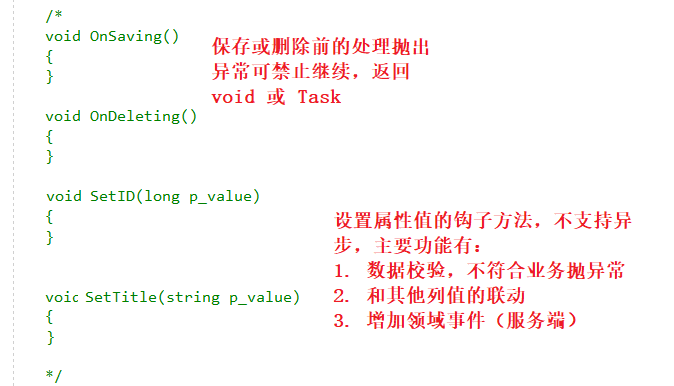 /*
void OnSaving()
{
}
保存或删除前的处理抛出
异常可禁止继续，返回
void 或 Task
void OnDeleting()
{
}
void SetID(long p_value)
{
}
设置属性值的钩子方法，不支持异
步，主要功能有：
1. 数据校验，不符合业务抛异常
2. 和其他列值的联动
3. 增加领域事件（服务端）
void SetTitle(string p_value)
{
}
*/